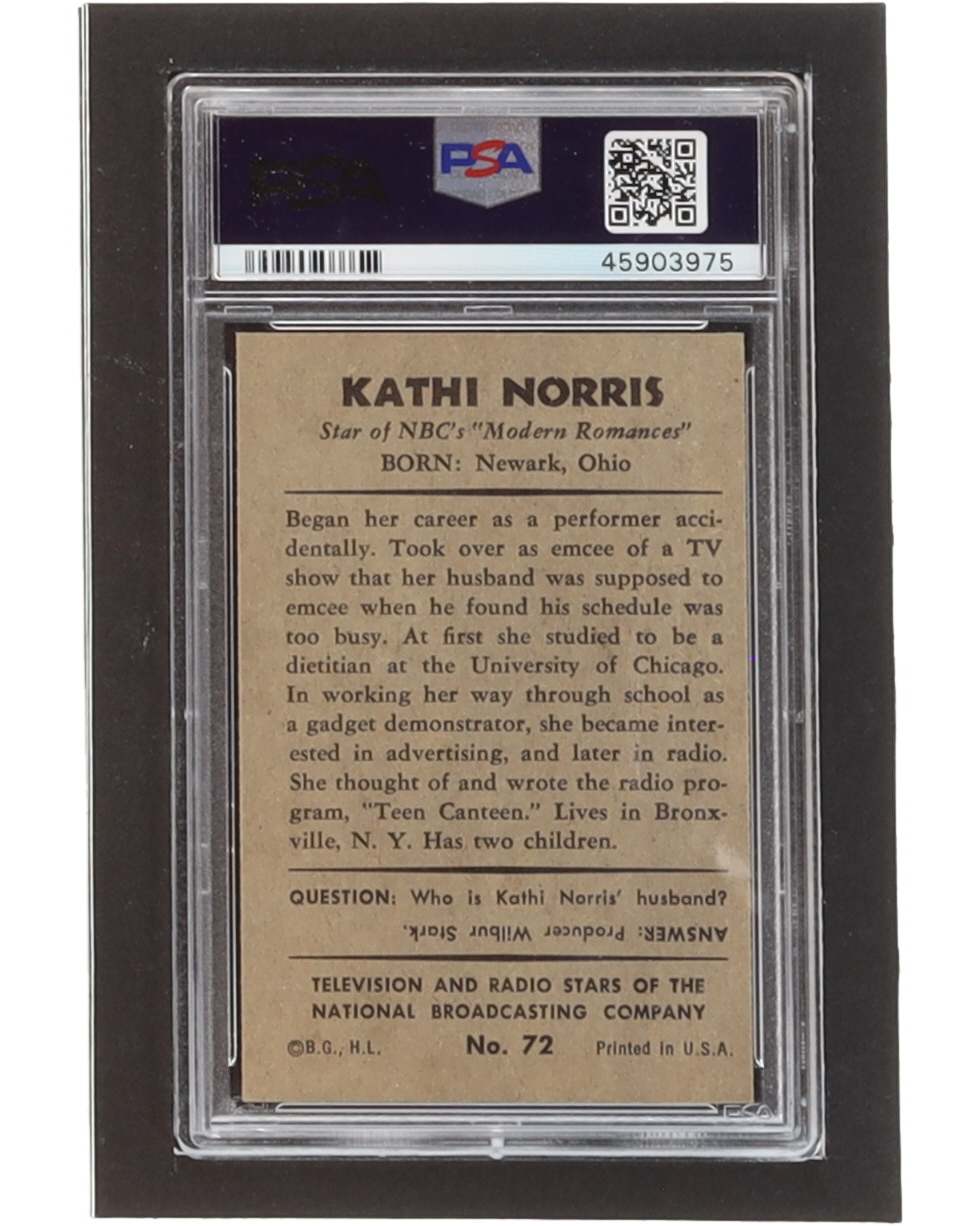 PSA
PSA
45903975
KATHI NORRIS
Star of NBC's "Modern Romances"
BORN: Newark, Ohio
Began her career as a performer acci-
dentally. Took over as emcee of a TV
show that her husband was supposed to
emcee when he found his schedule was
too busy. At first she studied to be a
dietitian at the University of Chicago.
In working her way through school as
a gadget demonstrator, she became inter-
ested in advertising, and later in radio.
She thought of and wrote the radio pro-
gram, "Teen Canteen." Lives in Bronx-
ville, N. Y. Has two children.
QUESTION: Who is Kathi Norris' husband?
ANSWER: Producer Wilbur Stark.
TELEVISION AND RADIO STARS OF THE
NATIONAL BROADCASTING COMPANY
©B.G., H.L. No. 72 Printed in U.S.A.
PSA